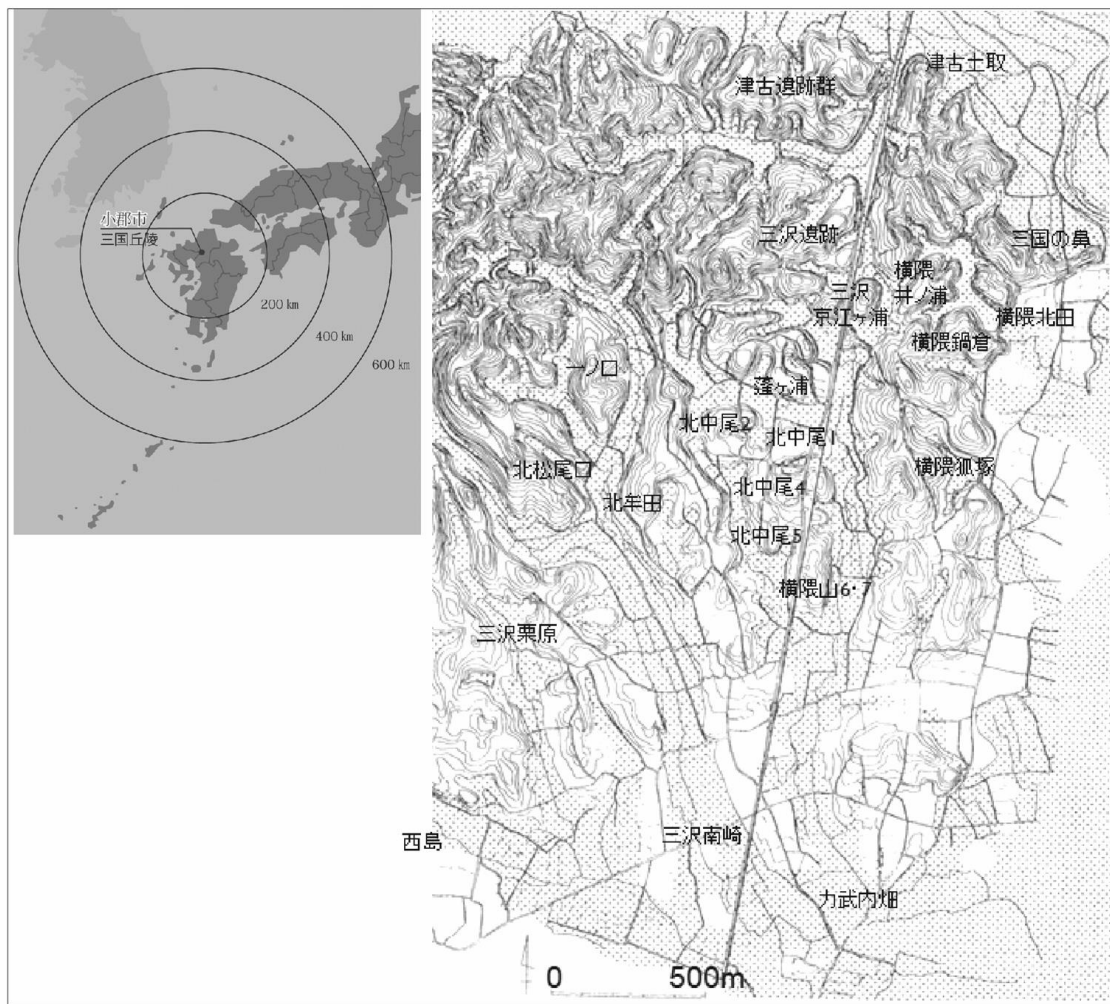 小郡市
三国丘陵
200 km
400 km
600 km
津古土取
津古遺跡群
三沢遺跡
三国の鼻
横隈
井ノ浦
三沢
京江ヶ浦
横隈北田
横隈鍋倉
一ノ口
蓬ヶ浦
北中尾2
北中尾1
北松尾口
横隈狐塚
北牟田
北中尾4
北中尾5
横隈山6・7
三沢栗原
西島
三沢南崎
力武内畑
0
500m